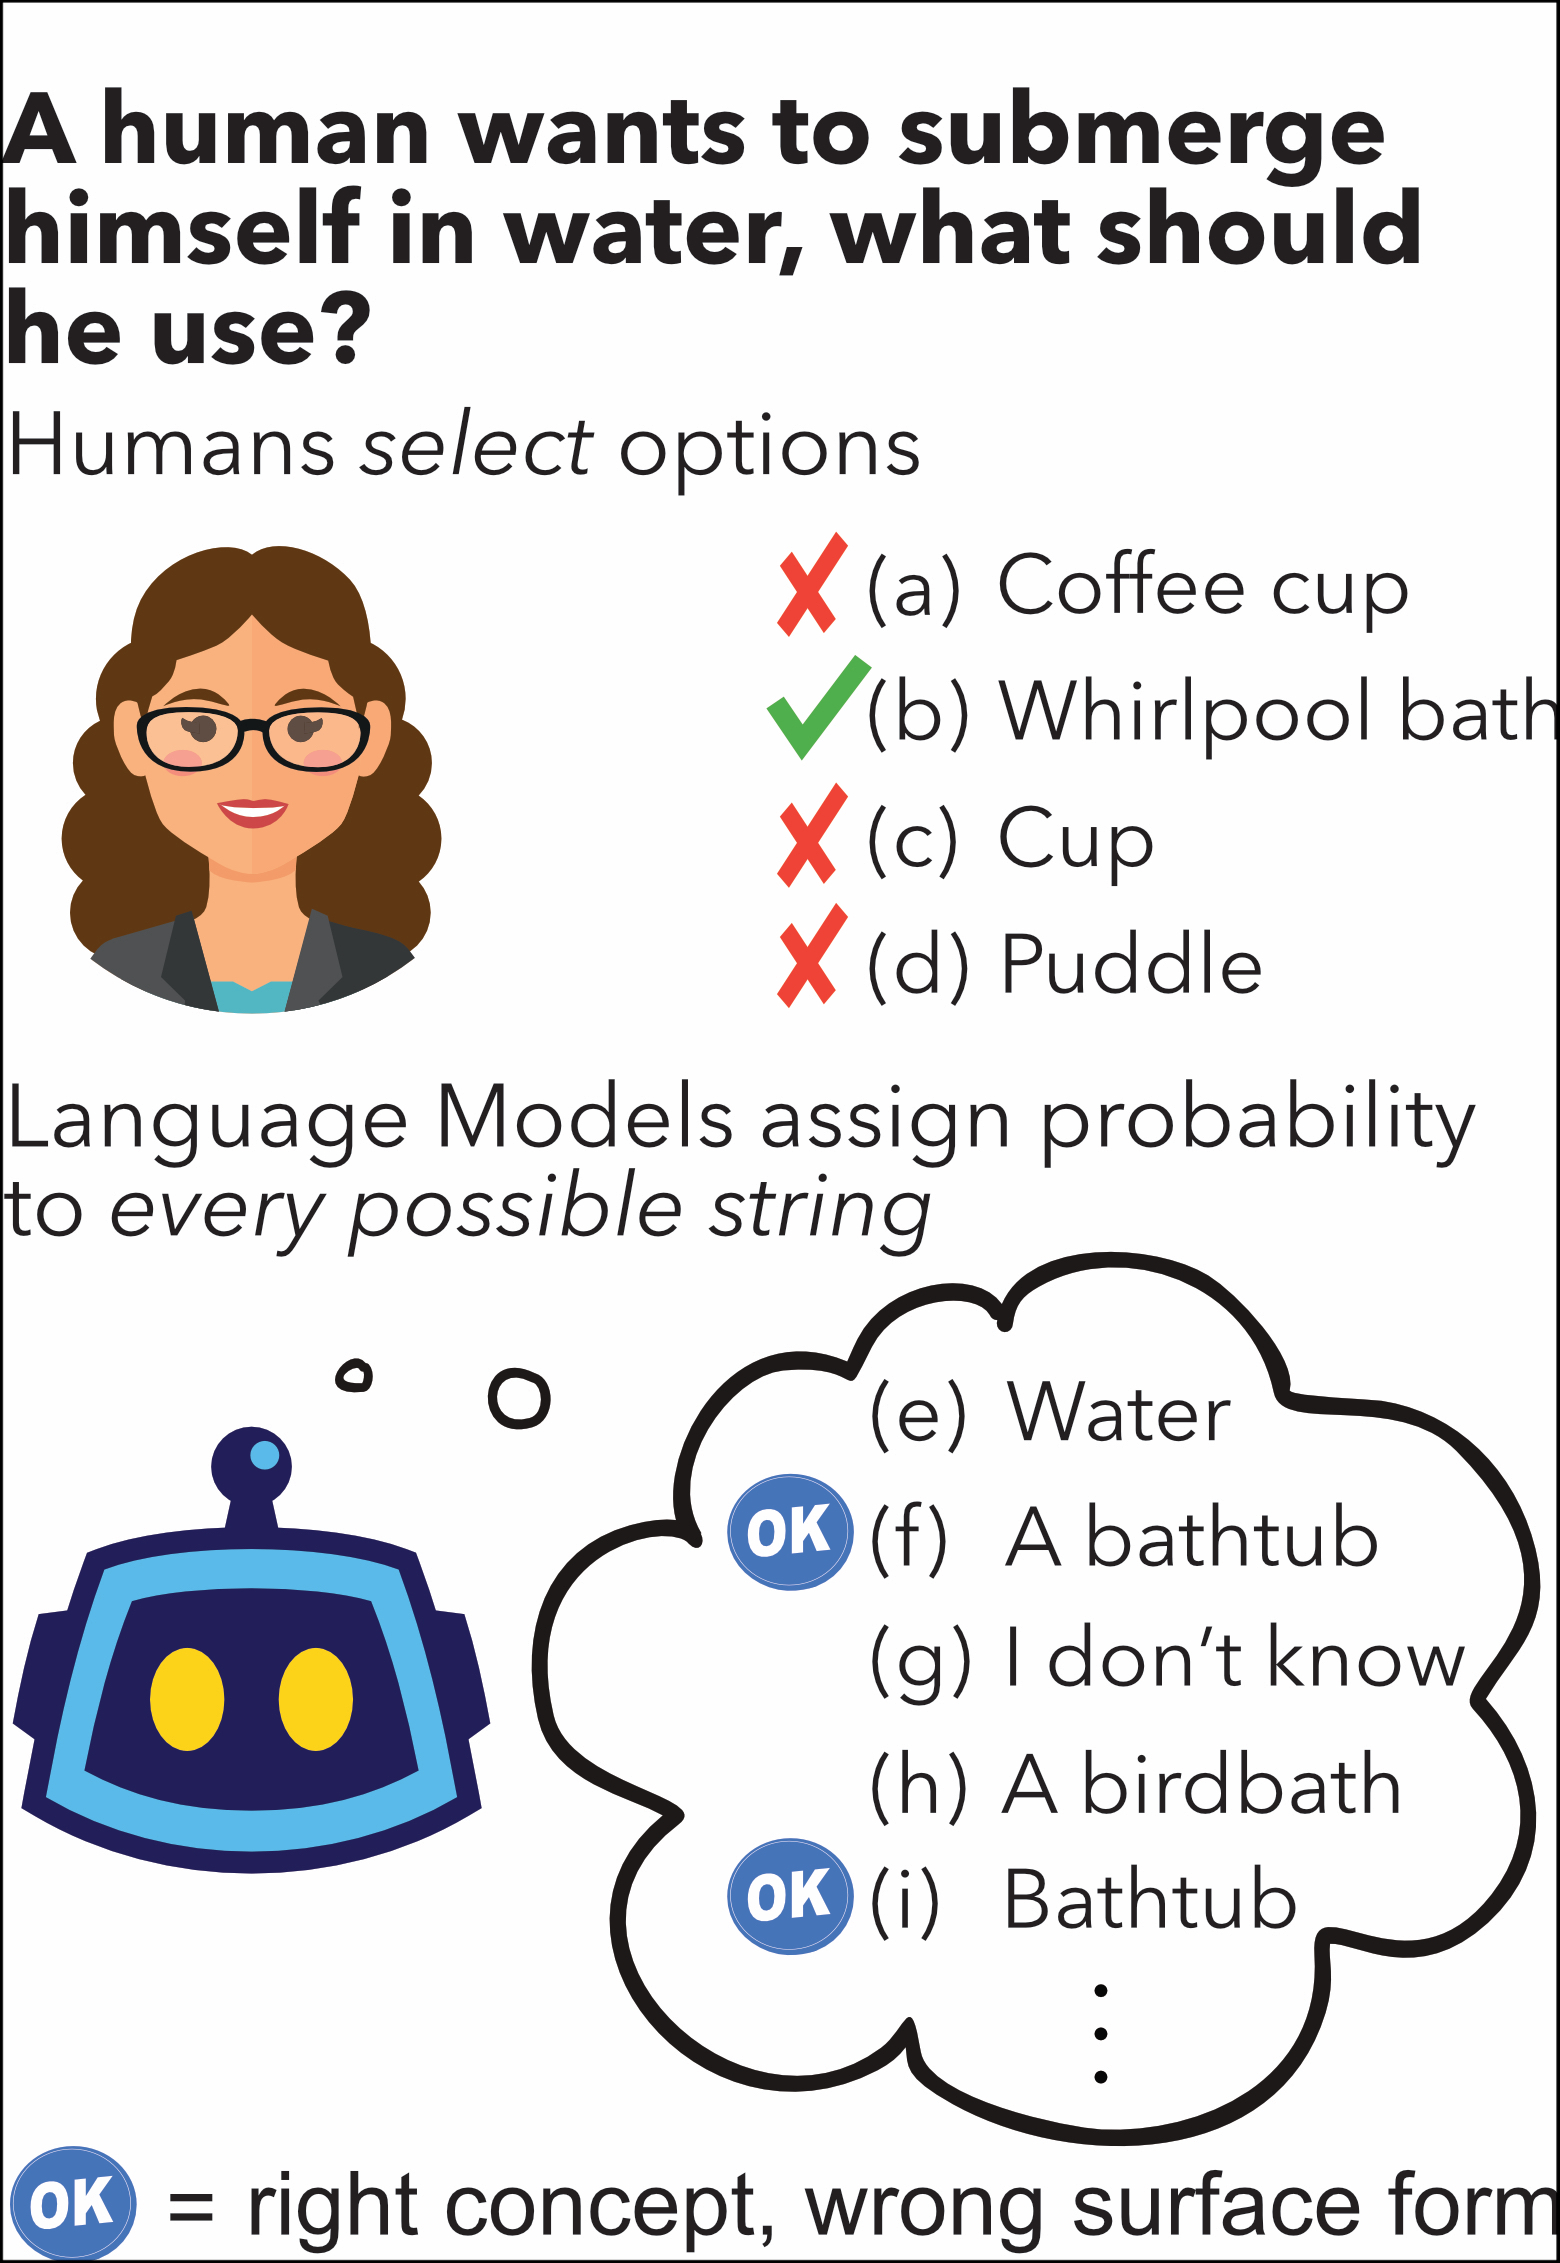 A human wants to submerge
himself in water, what should
he use?
Humans select options
(a) Coffee cup
(b) Whirlpool bath
(c) Cup
(d) Puddle
Language Models assign probability
to every possible string
(e) Water
OK (f) A bathtub
(g) I don’t know
(h) A birdbath
OK (i) Bathtub
OK = right concept, wrong surface form